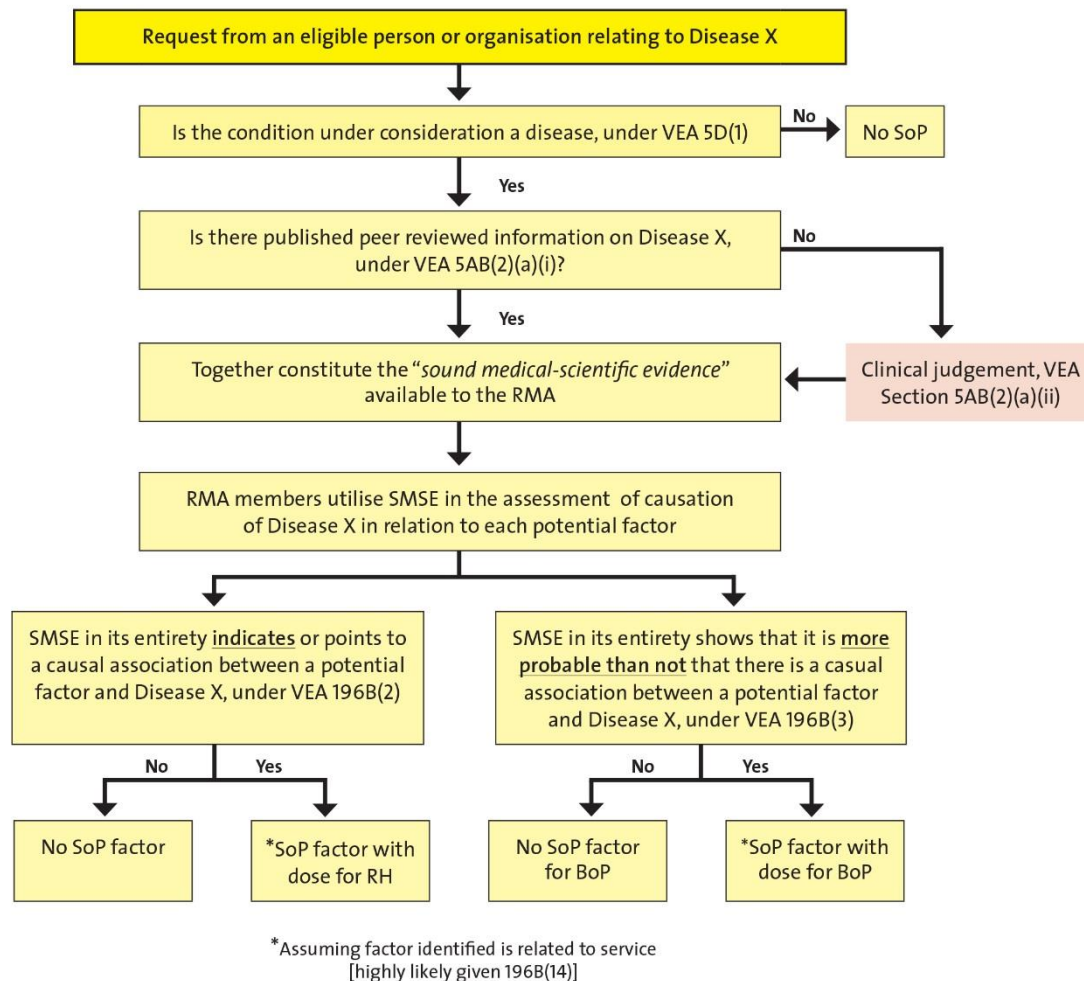 Request from an eligible person or organisation relating to Disease X
Is the condition under consideration a disease, under VEA 5D(1)
No
No SoP
Yes
Is there published peer reviewed information on Disease X,
under VEA 5AB(2)(a)(i)?
No
Yes
Together constitute the “sound medical-scientific evidence”
available to the RMA
Clinical judgement, VEA
Section 5AB(2)(a)(ii)
RMA members utilise SMSE in the assessment of causation
of Disease X in relation to each potential factor
SMSE in its entirety indicates or points to
a causal association between a potential
factor and Disease X, under VEA 196B(2)
SMSE in its entirety shows that it is more
probable than not that there is a casual
association between a potential factor
and Disease X, under VEA 196B(3)
No
Yes
No
Yes
No SoP factor
*SoP factor with
dose for RH
No SoP factor
for BoP
*SoP factor with
dose for BoP
*Assuming factor identified is related to service
[highly likely given 196B(14)]